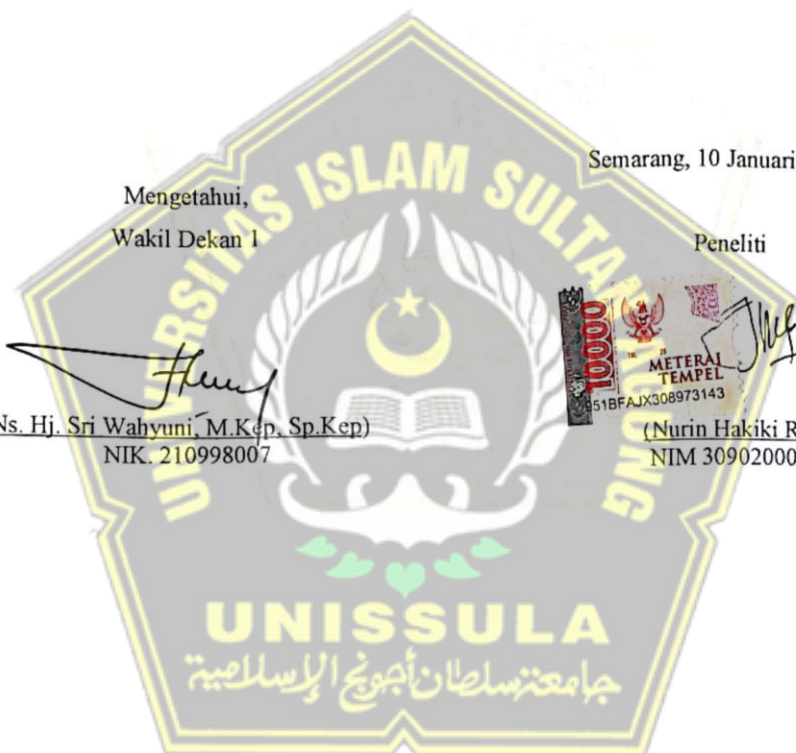 Semarang, 10 Januari
Mengetahui,
Wakil Dekan 1
Peneliti
10000
METERAI
TEMPEL
51BFAJX308973143
Ns. Hj. Sri Wahyuni, M.Kep, Sp.Kep)
NIK. 210998007
(Nurin Hakiki R
NIM 30902000
UNIVERSITAS ISLAM SULTAN AGUNG
UNISSULA
جامعة سلطان أجونج الإسلامية